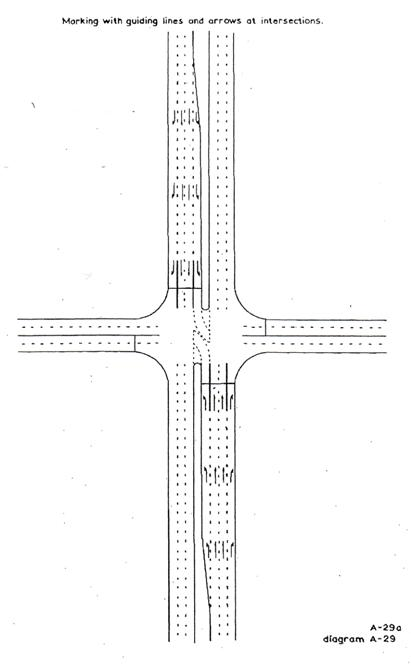 Marking with guiding lines and arrows at intersections.
A-29a
diagram A-29